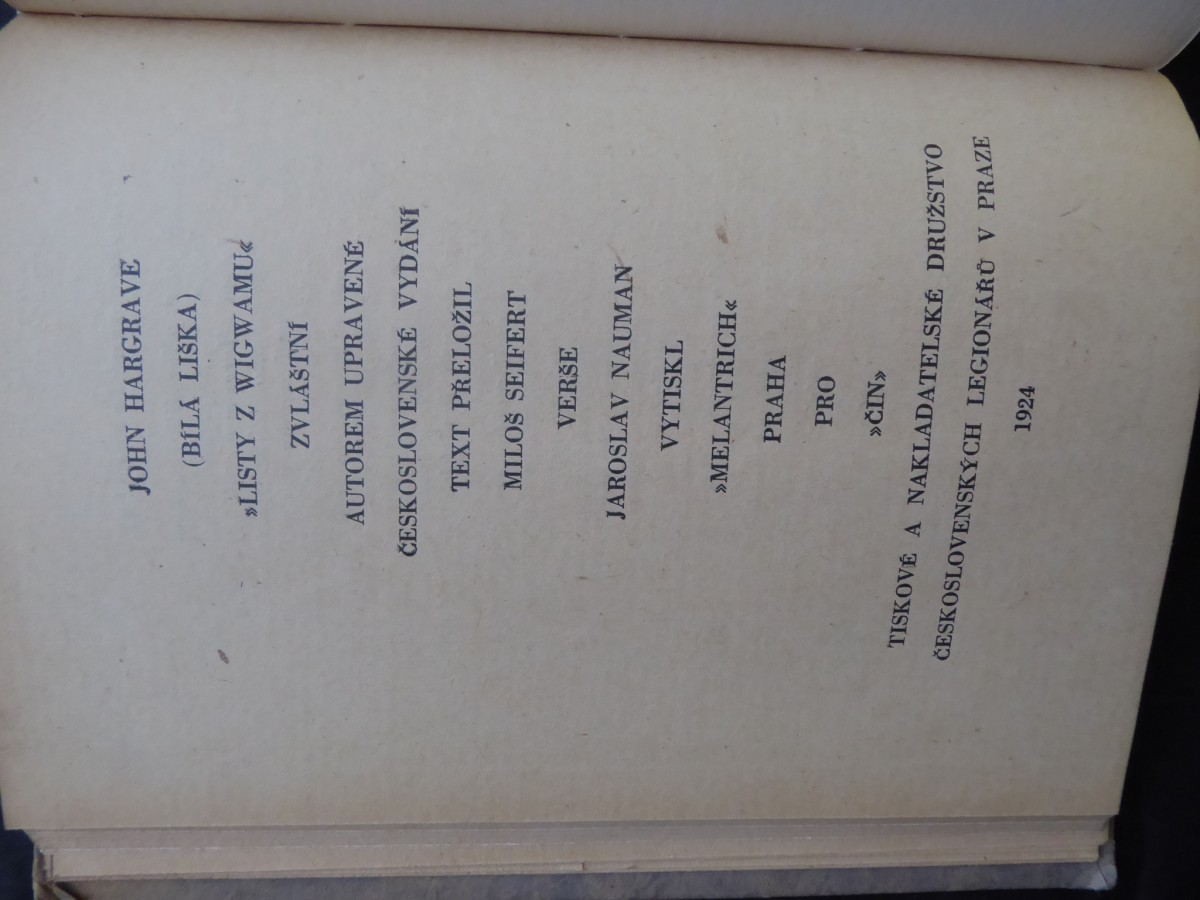 JOHN HARGRAVE
(BÍLÁ LIŠKA)
»LISTY Z WIGWAMU«
ZVLÁŠTNÍ
AUTOREM UPRAVENÉ
ČESKOSLOVENSKÉ VYDÁNÍ
TEXT PŘELOŽIL
MILOŠ SEIFERT
VERŠE
JAROSLAV NAUMAN
VYTISKL
»MELANTRICH«
PRAHA
PRO
»ČIN»
TISKOVÉ A NAKLADATELSKÉ DRUŽSTVO
ČESKOSLOVENSKÝCH LEGIONÁŘŮ V PRAZE
1924